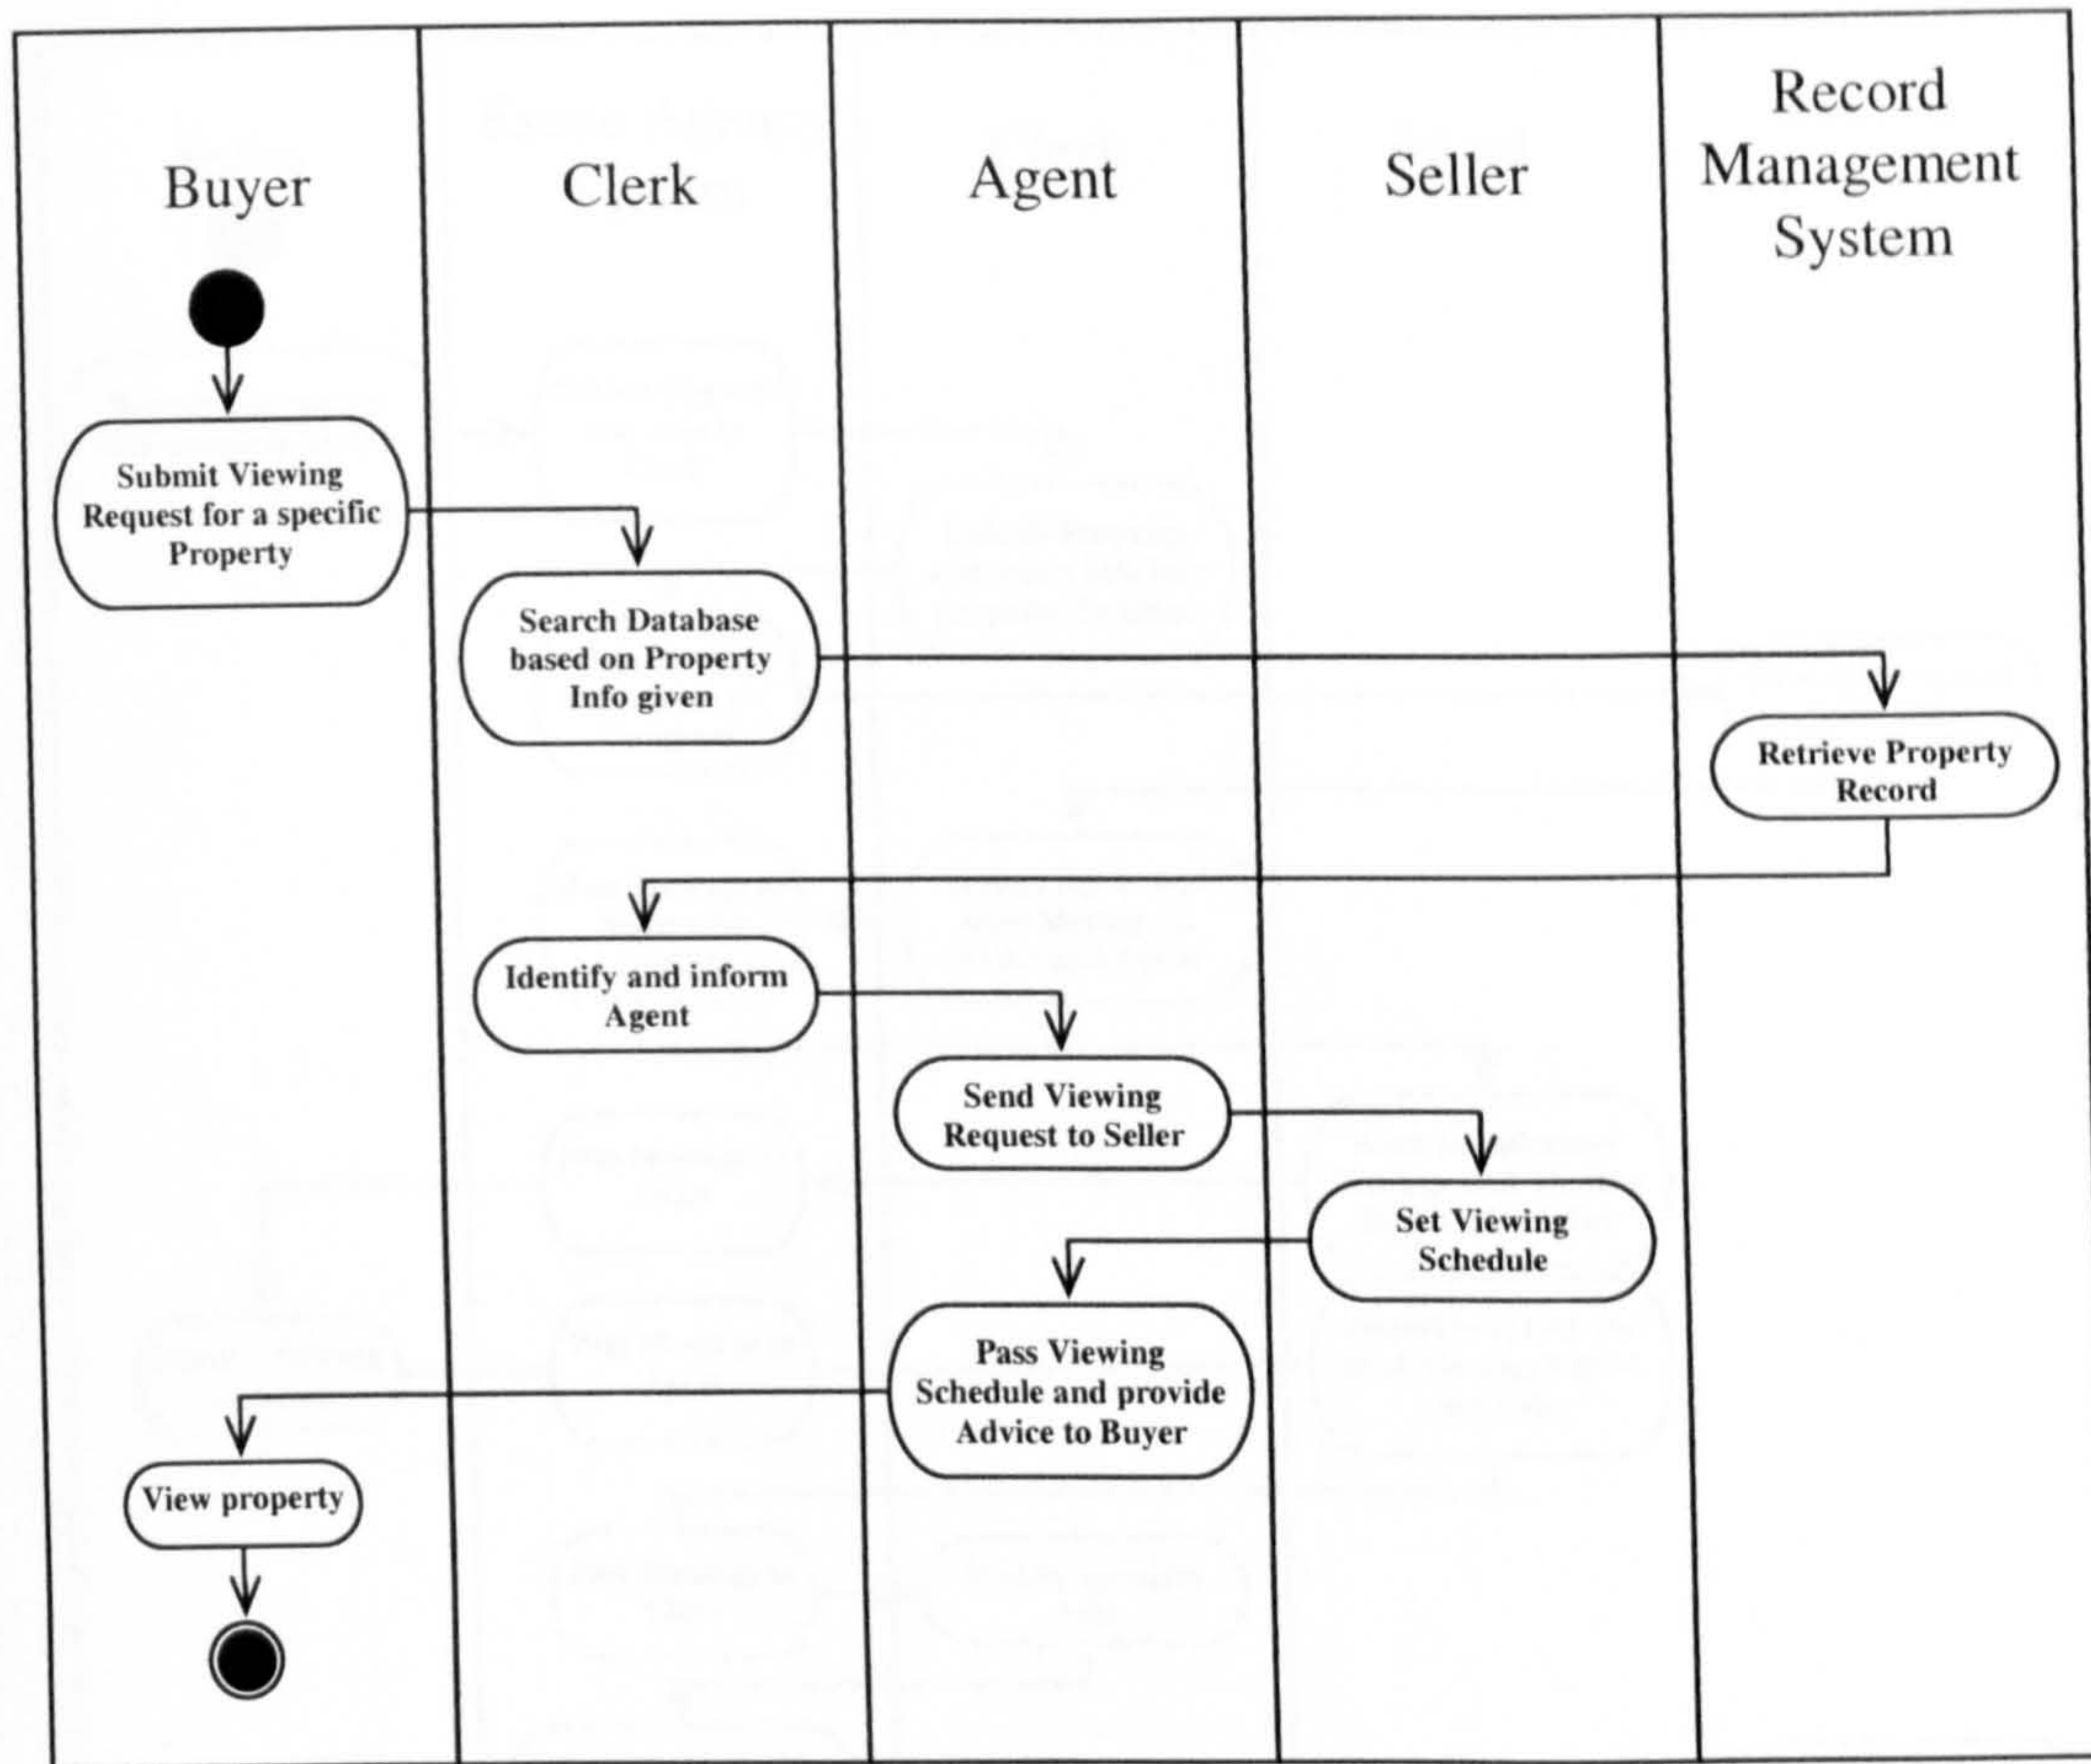 Buyer
Clerk
Agent
Seller
Record
Management
System
Submit Viewing
Request for a specific
Property
Search Database
based on Property
Info given
Retrieve Property
Record
Identify and inform
Agent
Send Viewing
Request to Seller
Set Viewing
Schedule
Pass Viewing
Schedule and provide
Advice to Buyer
View property